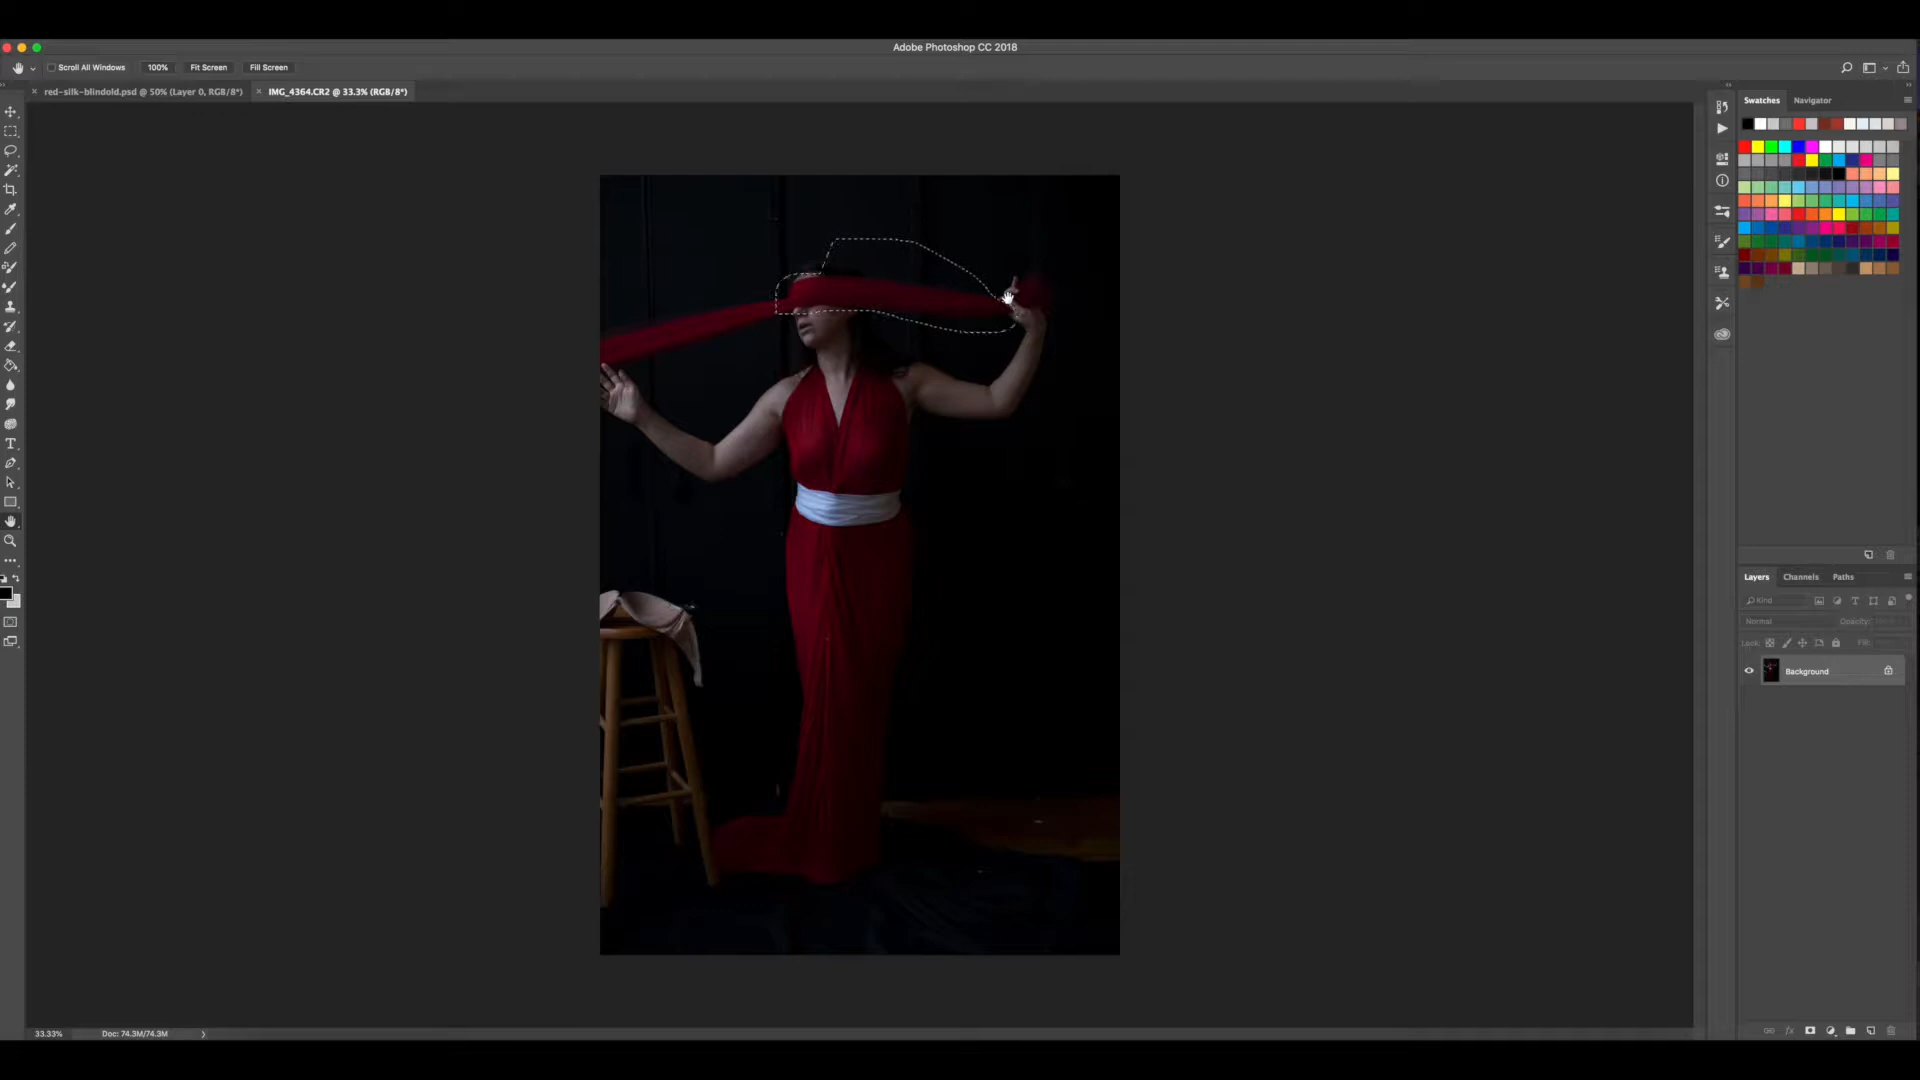 Adobe Photoshop CC 2018
Scroll All Windows 100% Fit Screen Fill Screen
red-silk-blindold.psd @ 50% (Layer 0, RGB/8*) IMG_4364.CR2 @ 33.3% (RGB/8*)
Swatches Navigator
Layers Channels Paths
Kind
Normal Opacity:
Lock: Fill:
Background
33.33% Doc: 74.3M/74.3M